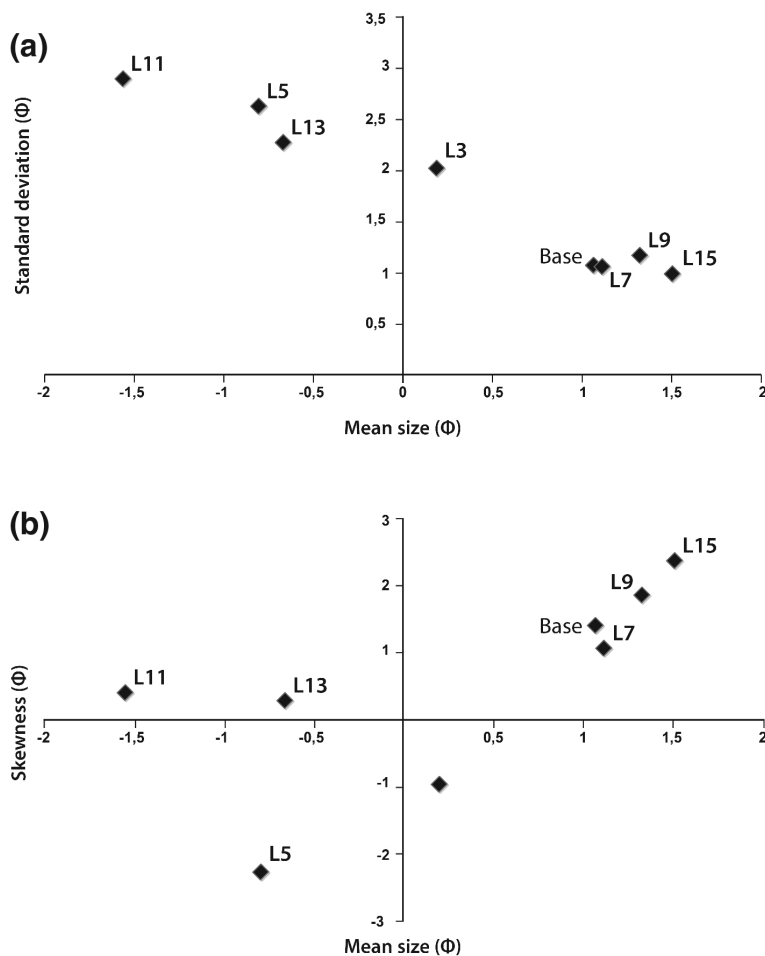 (a)
Standard deviation (Φ)
3,5
3
2,5
2
1,5
1
0,5
L11
L5
L13
L3
L9
Base
L7
L15
-2 -1,5 -1 -0,5 0 0,5 1 1,5 2
Mean size (Φ)
(b)
Skewness (Φ)
3
2
1
-1
-2
-3
L15
L9
Base
L7
L11
L13
L5
-2 -1,5 -1 -0,5 0,5 1 1,5 2
Mean size (Φ)